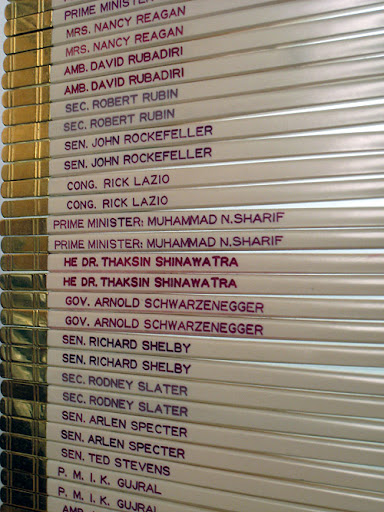 PRIME MINISTER
MRS. NANCY REAGAN
MRS. NANCY REAGAN
AMB. DAVID RUBADIRI
AMB. DAVID RUBADIRI
SEC. ROBERT RUBIN
SEC. ROBERT RUBIN
SEN. JOHN ROCKEFELLER
SEN. JOHN ROCKEFELLER
CONG. RICK LAZIO
CONG. RICK LAZIO
PRIME MINISTER: MUHAMMAD N. SHARIF
PRIME MINISTER: MUHAMMAD N. SHARIF
HE DR. THAKSIN SHINAWATRA
HE DR. THAKSIN SHINAWATRA
GOV. ARNOLD SCHWARZENEGGER
GOV. ARNOLD SCHWARZENEGGER
SEN. RICHARD SHELBY
SEN. RICHARD SHELBY
SEC. RODNEY SLATER
SEC. RODNEY SLATER
SEN. ARLEN SPECTER
SEN. ARLEN SPECTER
SEN. TED STEVENS
P. M. I. K. GUJRAL
P. M. I. K. GUJRAL
AMB